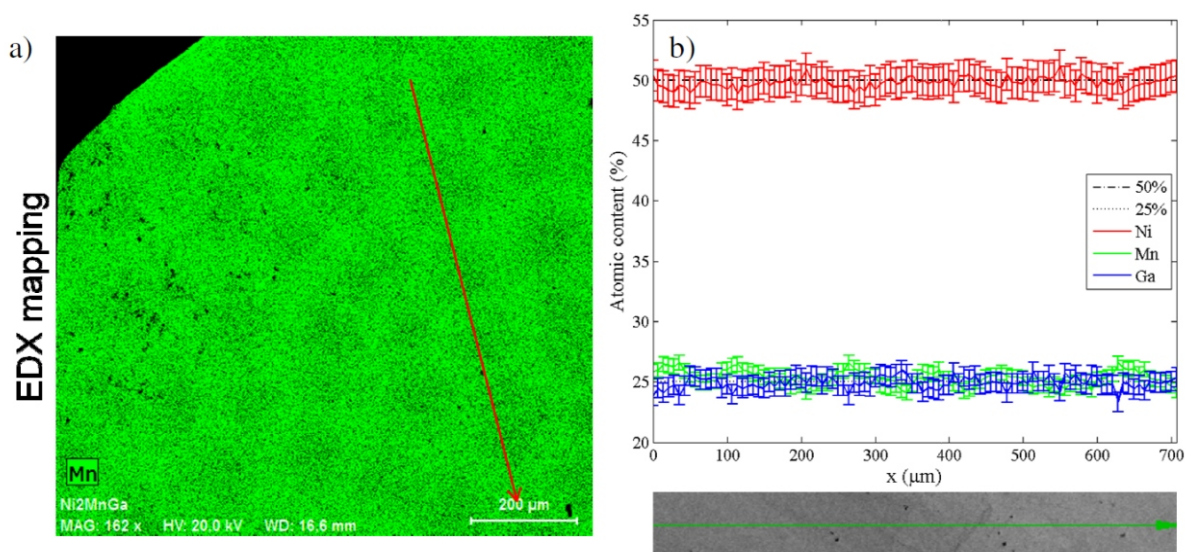 a)
EDX mapping
Mn
Ni2MnGa
MAG: 162 x HV: 20.0 kV WD: 16.6 mm
200 µm
b)
Atomic content (%)
55
50
45
40
35
30
25
20
50%
25%
Ni
Mn
Ga
0 100 200 300 400 500 600 700
x (µm)